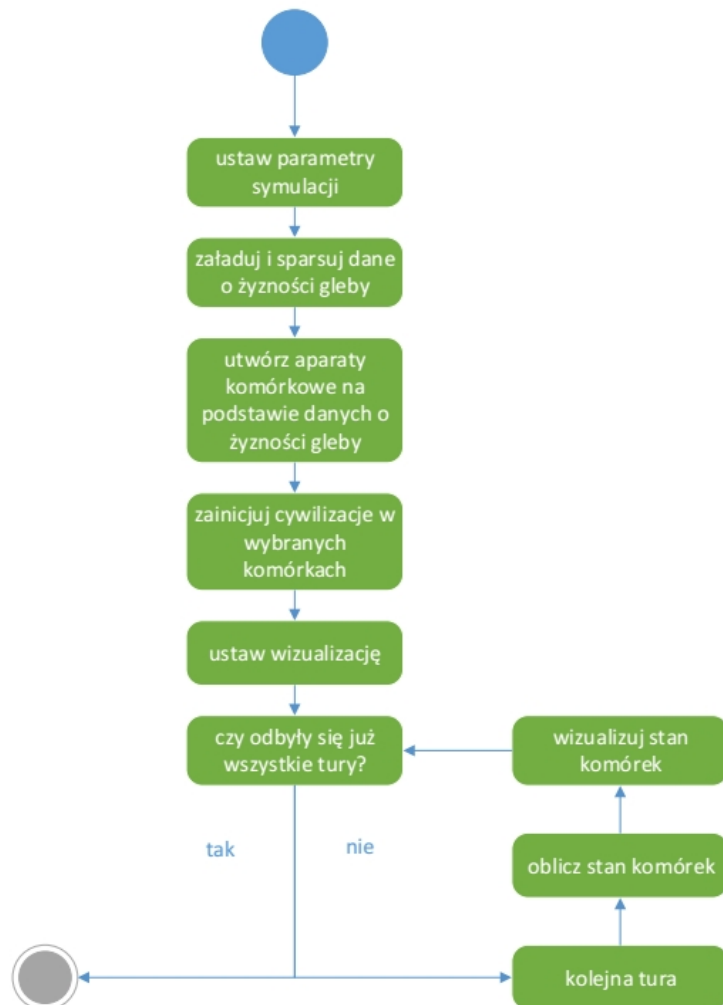 ustaw parametry
symulacji
załaduj i sparsuj dane
o żyzności gleby
utwórz aparaty
komórkowe na
podstawie danych o
żyzności gleby
zainicjuj cywilizacje w
wybranych
komórkach
ustaw wizualizację
czy odbyły się już
wszystkie tury?
wizualizuj stan
komórek
tak
nie
oblicz stan komórek
kolejna tura